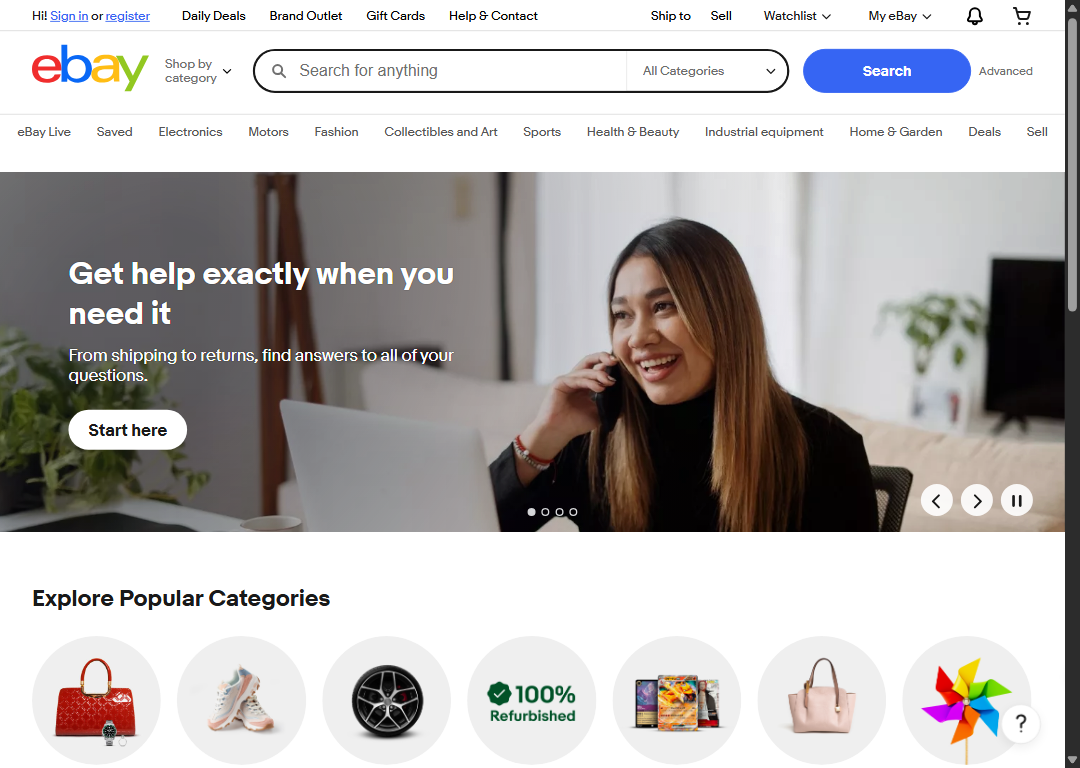 Hi! Sign in or register Daily Deals Brand Outlet Gift Cards Help & Contact Ship to Sell Watchlist My eBay
ebay Shop by category Search for anything All Categories Search Advanced
eBay Live Saved Electronics Motors Fashion Collectibles and Art Sports Health & Beauty Industrial equipment Home & Garden Deals Sell
Get help exactly when you
need it
From shipping to returns, find answers to all of your
questions.
Start here
Explore Popular Categories
100%
Refurbished
?